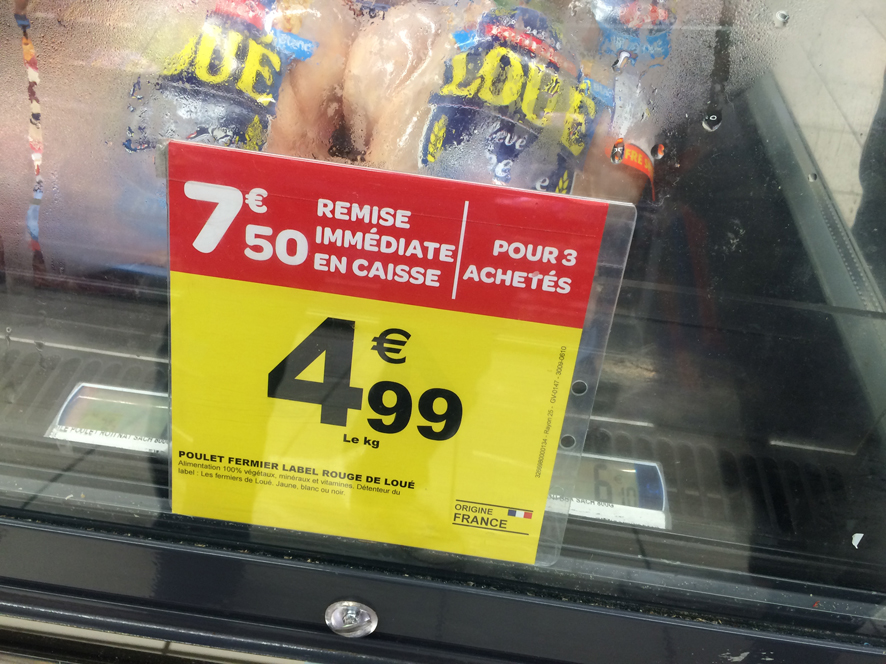 OUÉ
LOUÉ
7€50
REMISE
IMMÉDIATE
EN CAISSE
POUR 3
ACHETÉS
4€99
Le kg
POULET FERMIER LABEL ROUGE DE LOUÉ
Alimentation 100% végétaux, minéraux et vitamines. Détenteur du
label : Les fermiers de Loué. Jaune, blanc ou noir.
ORIGINE
FRANCE